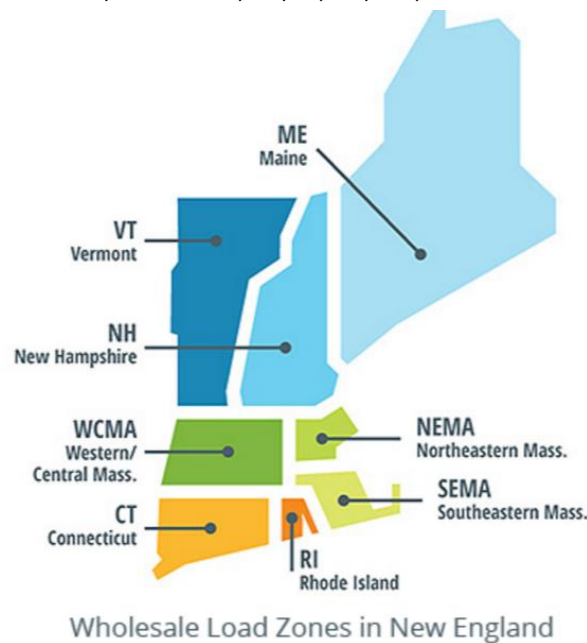 ME
Maine
VT
Vermont
NH
New Hampshire
WCMA
Western/
Central Mass.
NEMA
Northeastern Mass.
SEMA
Southeastern Mass.
CT
Connecticut
RI
Rhode Island
Wholesale Load Zones in New England